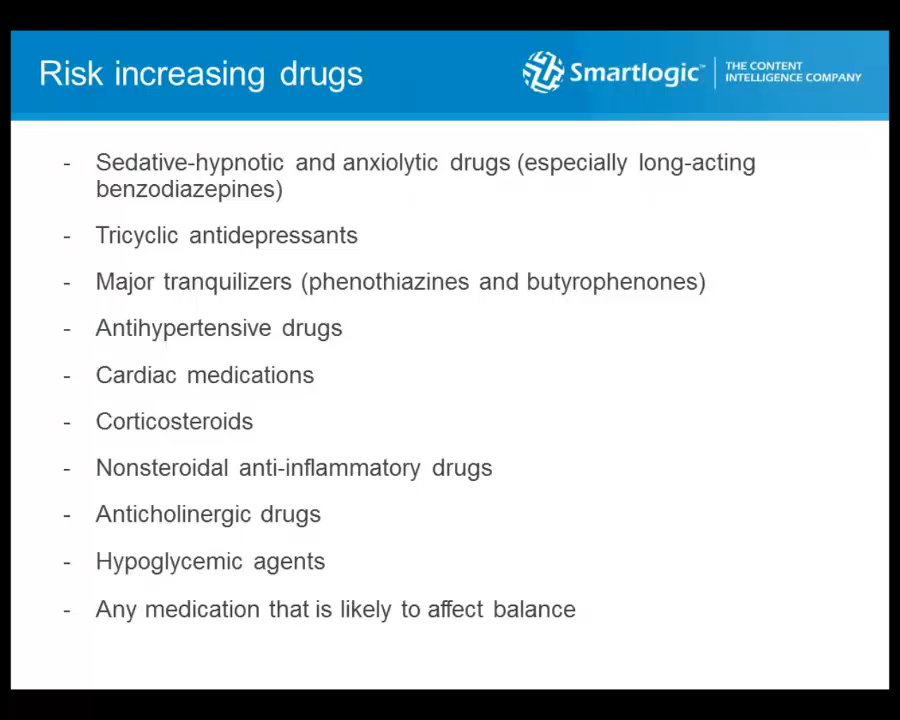 Risk increasing drugs
Smartlogic™
THE CONTENT
INTELLIGENCE COMPANY
- Sedative-hypnotic and anxiolytic drugs (especially long-acting
benzodiazepines)
- Tricyclic antidepressants
- Major tranquilizers (phenothiazines and butyrophenones)
- Antihypertensive drugs
- Cardiac medications
- Corticosteroids
- Nonsteroidal anti-inflammatory drugs
- Anticholinergic drugs
- Hypoglycemic agents
- Any medication that is likely to affect balance